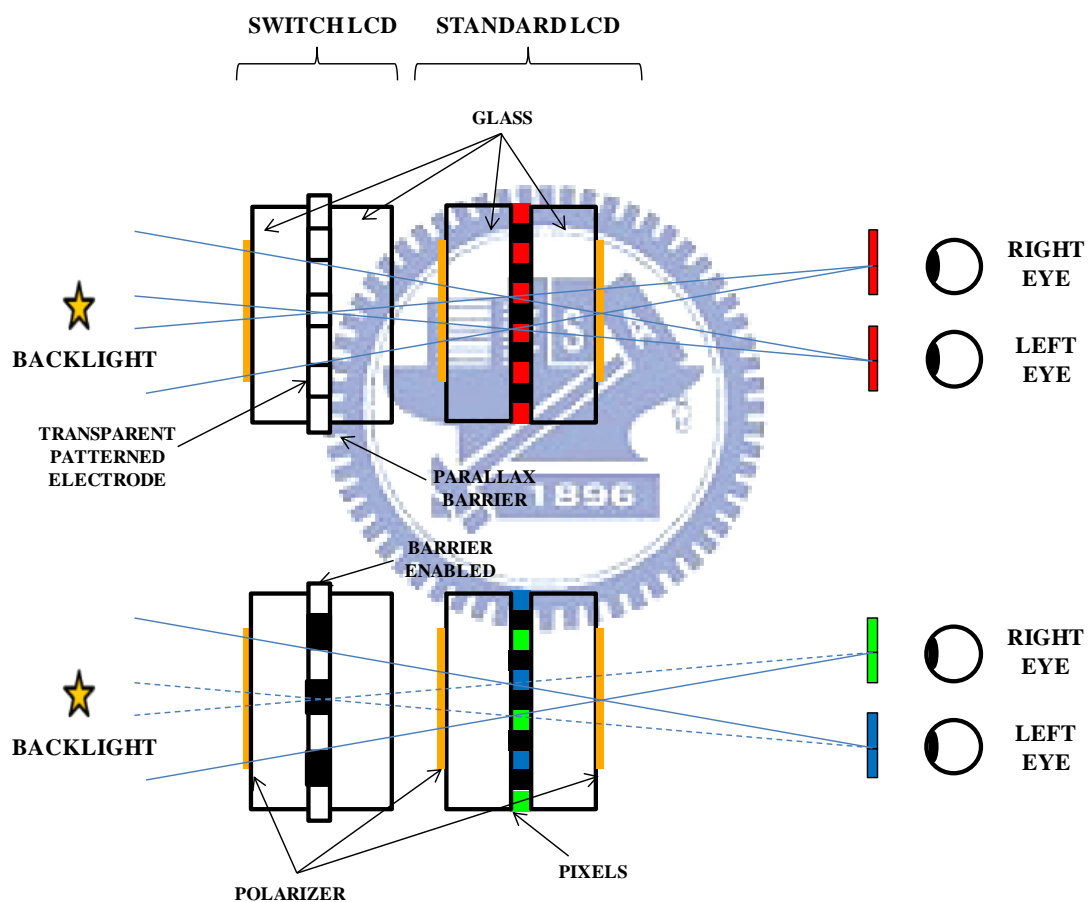 SWITCH LCD
STANDARD LCD
GLASS
RIGHT
EYE
BACKLIGHT
LEFT
EYE
TRANSPARENT
PATTERNED
ELECTRODE
PARALLAX
BARRIER
1896
BARRIER
ENABLED
RIGHT
EYE
BACKLIGHT
LEFT
EYE
PIXELS
POLARIZER